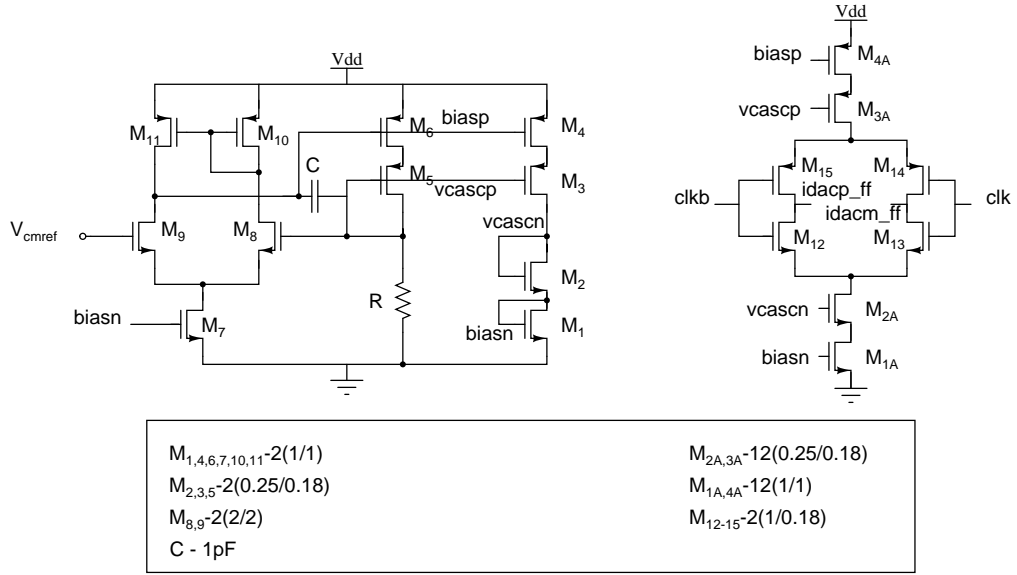 Vdd
M11
M10
M6
biasp
M4
C
M5
vcascp
M3
Vcmref
M9
M8
vcascn
M2
R
biasn
M7
biasn
M1
Vdd
biasp
M4A
vcascp
M3A
M15
M14
clkb
idacp_ff
idacm_ff
clk
M12
M13
vcascn
M2A
biasn
M1A
M1,4,6,7,10,11-2(1/1)
M2,3,5-2(0.25/0.18)
M8,9-2(2/2)
C - 1pF
M2A,3A-12(0.25/0.18)
M1A,4A-12(1/1)
M12-15-2(1/0.18)